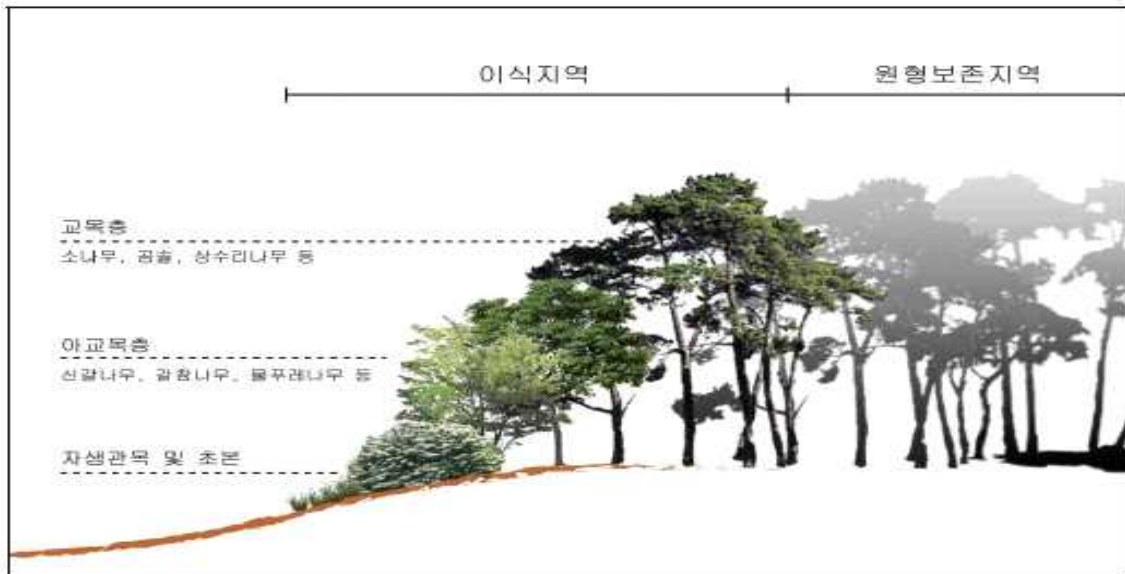 이식지역
원형보존지역
교목층
소나무, 곰솔, 상수리나무 등
아교목층
신갈나무, 갈참나무, 물푸레나무 등
자생관목 및 초본